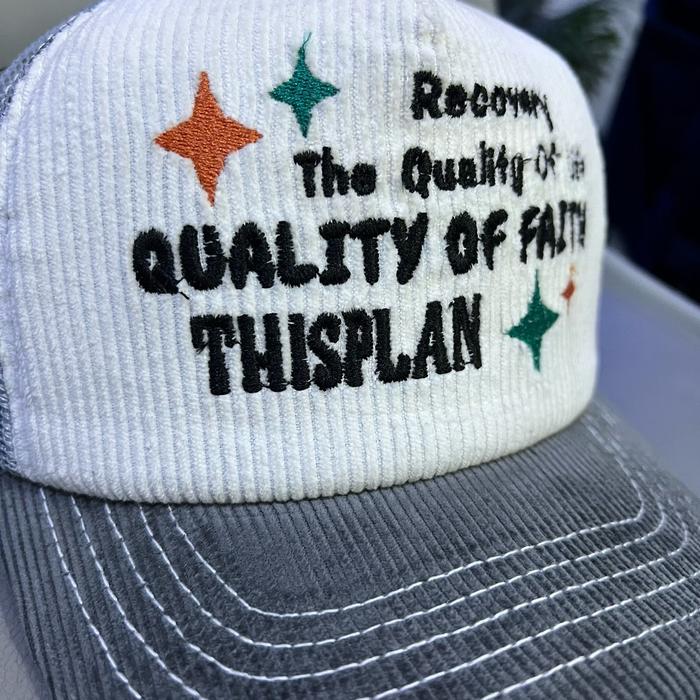 Recovery
The Quality Of
QUALITY OF FAITH
THISPLAN